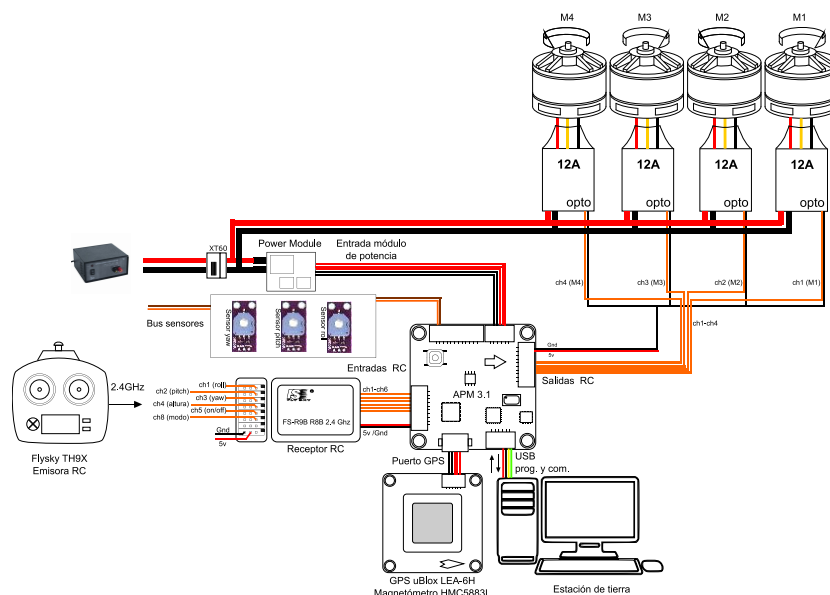 M4
M3
M2
M1
12A
12A
12A
12A
opto
opto
opto
opto
XT60
Power Module
Entrada módulo
de potencia
ch4 (M4)
ch3 (M3)
ch2 (M2)
ch1 (M1)
Bus sensores
Sensor yaw
Sensor pitch
Sensor roll
ch1-ch4
Gnd
5v
Entradas RC
Salidas RC
APM 3.1
2.4GHz
ch1 (roll)
ch2 (pitch)
ch3 (yaw)
ch4 (altura)
ch5 (on/off)
ch8 (modo)
Gnd
5v
FS-R9B R8B 2,4 Ghz
ch1-ch6
5v /Gnd
Receptor RC
Flysky TH9X
Emisora RC
Puerto GPS
USB
prog. y com.
GPS uBlox LEA-6H
Magnetómetro HMC5883L
Estación de tierra